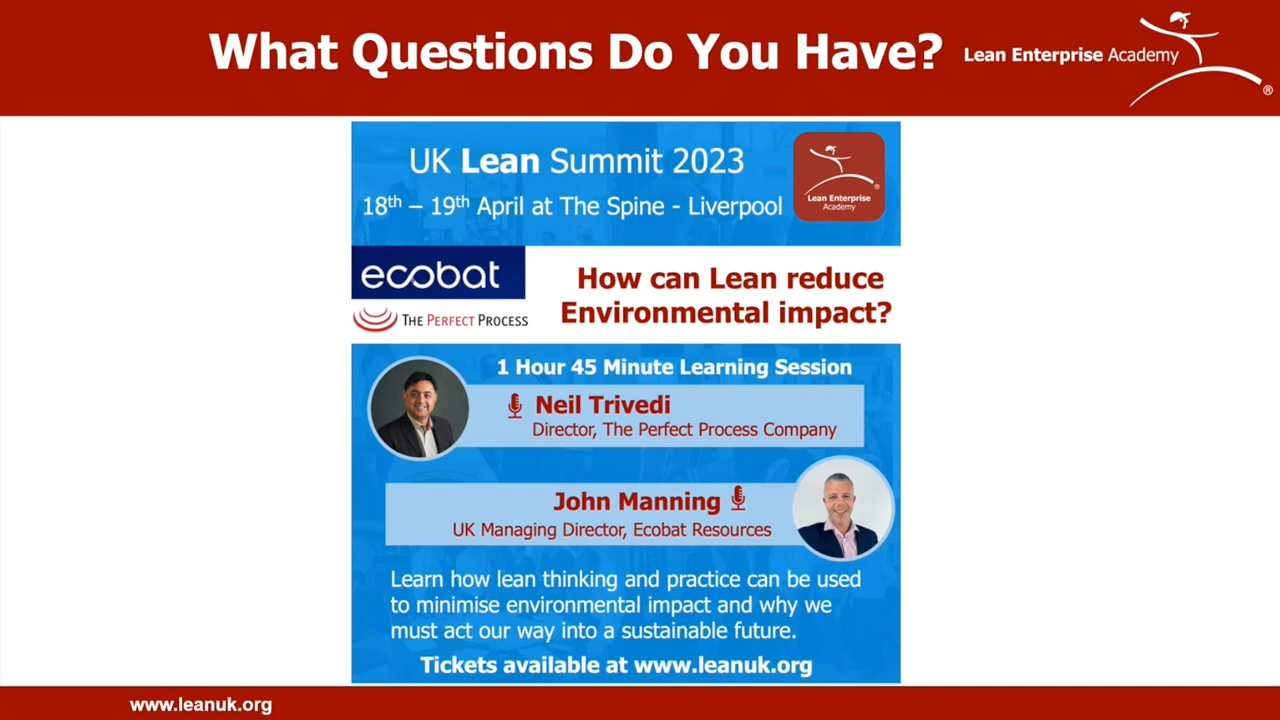 What Questions Do You Have?
Lean Enterprise Academy
®
UK Lean Summit 2023
18th – 19th April at The Spine - Liverpool
Lean Enterprise
Academy
®
ecobat
THE PERFECT PROCESS
How can Lean reduce
Environmental impact?
1 Hour 45 Minute Learning Session
Neil Trivedi
Director, The Perfect Process Company
John Manning
UK Managing Director, Ecobat Resources
Learn how lean thinking and practice can be used
to minimise environmental impact and why we
must act our way into a sustainable future.
Tickets available at www.leanuk.org
www.leanuk.org